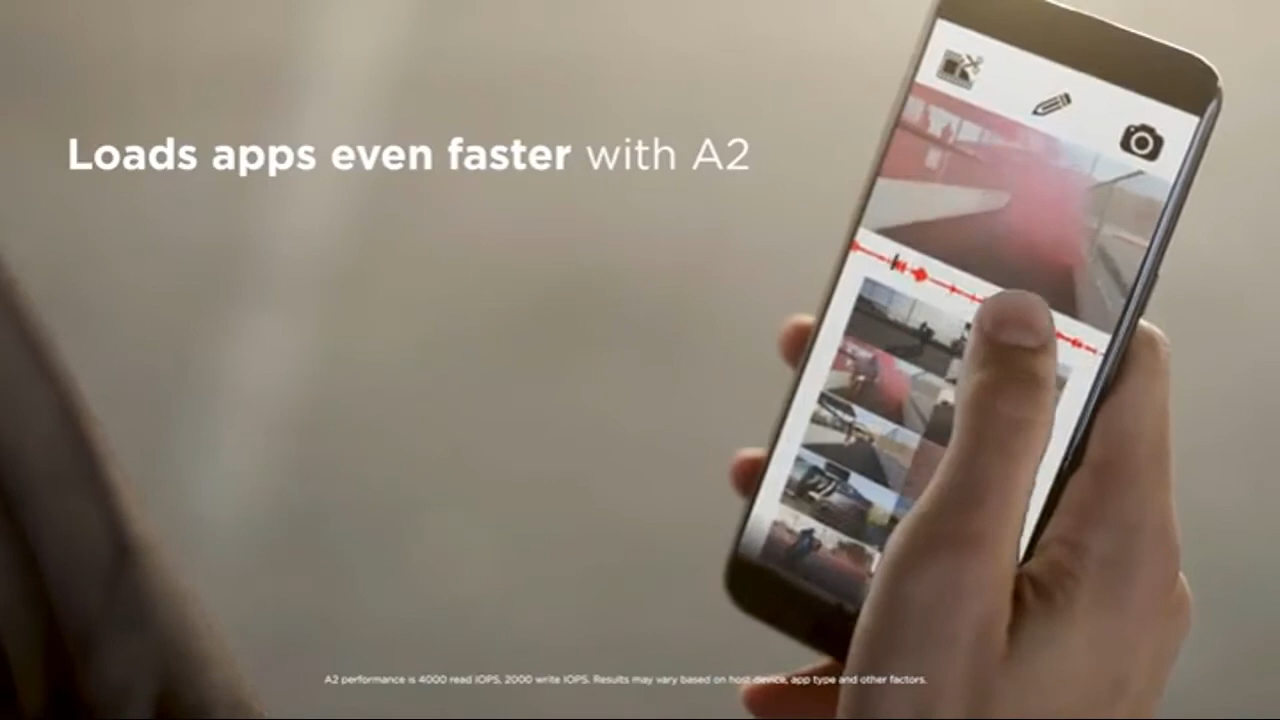 Loads apps even faster with A2
A2 performance is 4000 read IOPS, 2000 write IOPS. Results may vary based on host device, app type and other factors.